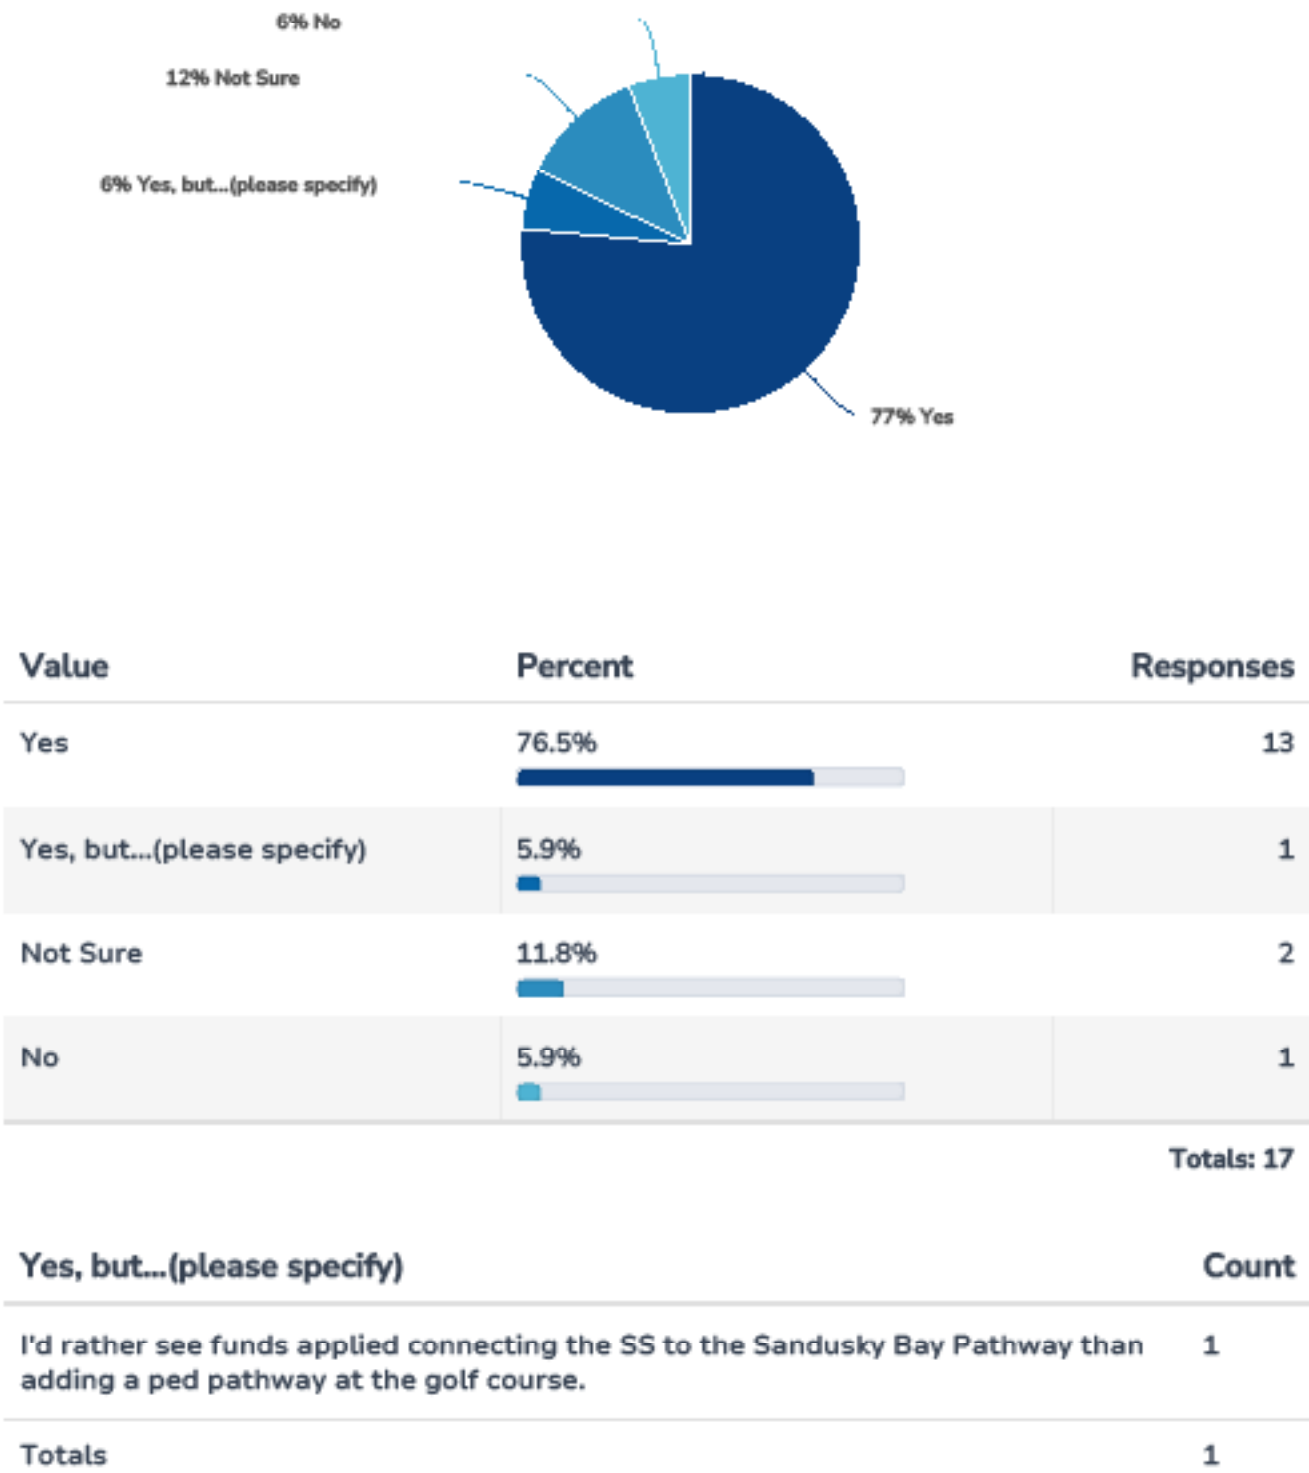 6% No
12% Not Sure
6% Yes, but...(please specify)
77% Yes
Value Percent Responses
Yes 76.5% 13
Yes, but...(please specify) 5.9% 1
Not Sure 11.8% 2
No 5.9% 1
Totals: 17
Yes, but...(please specify) Count
I'd rather see funds applied connecting the SS to the Sandusky Bay Pathway than 1
adding a ped pathway at the golf course.
Totals 1